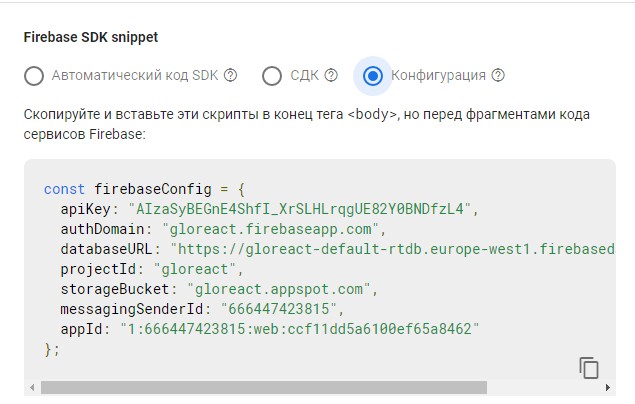 Firebase SDK snippet
Автоматический код SDK СДК Конфигурация
Скопируйте и вставьте эти скрипты в конец тега <body>, но перед фрагментами кода
сервисов Firebase:
const firebaseConfig = {
apiKey: "AIzaSyBEGnE4ShfI_XrSLHLrqgUE82Y0BNDfzL4",
authDomain: "gloreact.firebaseapp.com",
databaseURL: "https://gloreact-default-rtdb.europe-west1.firebased
projectId: "gloreact",
storageBucket: "gloreact.appspot.com",
messagingSenderId: "666447423815",
appId: "1:666447423815:web:ccf11dd5a6100ef65a8462"
};